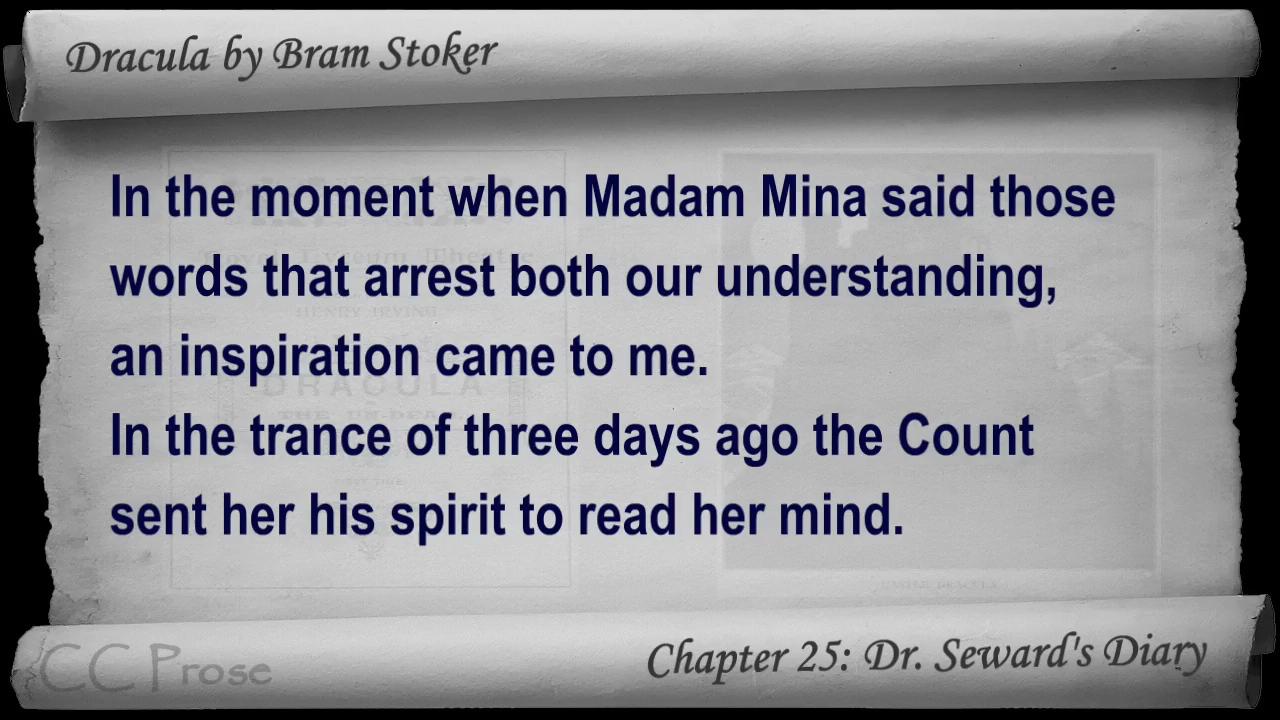 Dracula by Bram Stoker
In the moment when Madam Mina said those
words that arrest both our understanding,
an inspiration came to me.
In the trance of three days ago the Count
sent her his spirit to read her mind.
CC Prose
Chapter 25: Dr. Seward's Diary